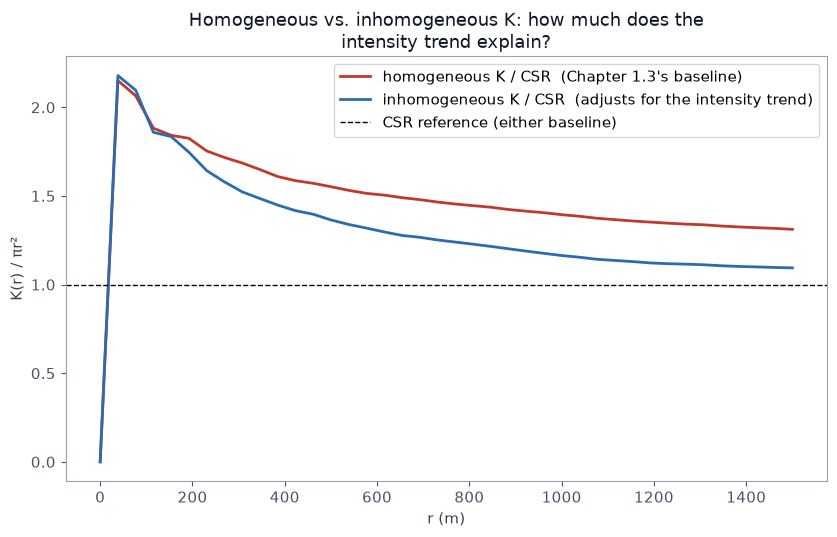 Homogeneous vs. inhomogeneous K: how much does the
intensity trend explain?
homogeneous K / CSR  (Chapter 1.3's baseline)
inhomogeneous K / CSR  (adjusts for the intensity trend)
CSR reference (either baseline)
K(r) / πr²
2.0
1.5
1.0
0.5
0.0
0 200 400 600 800 1000 1200 1400
r (m)